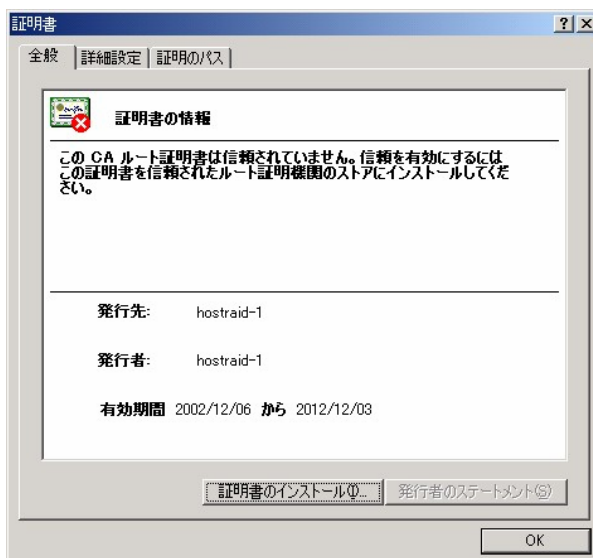 証明書
全般
詳細設定
証明のパス
証明書の情報
この CA ルート証明書は信頼されていません。信頼を有効にするには
この証明書を信頼されたルート証明機関のストアにインストールしてくだ
さい。
発行先: hostraid-1
発行者: hostraid-1
有効期間 2002/12/06 から 2012/12/03
証明書のインストール(I)...
発行者のステートメント(S)
OK